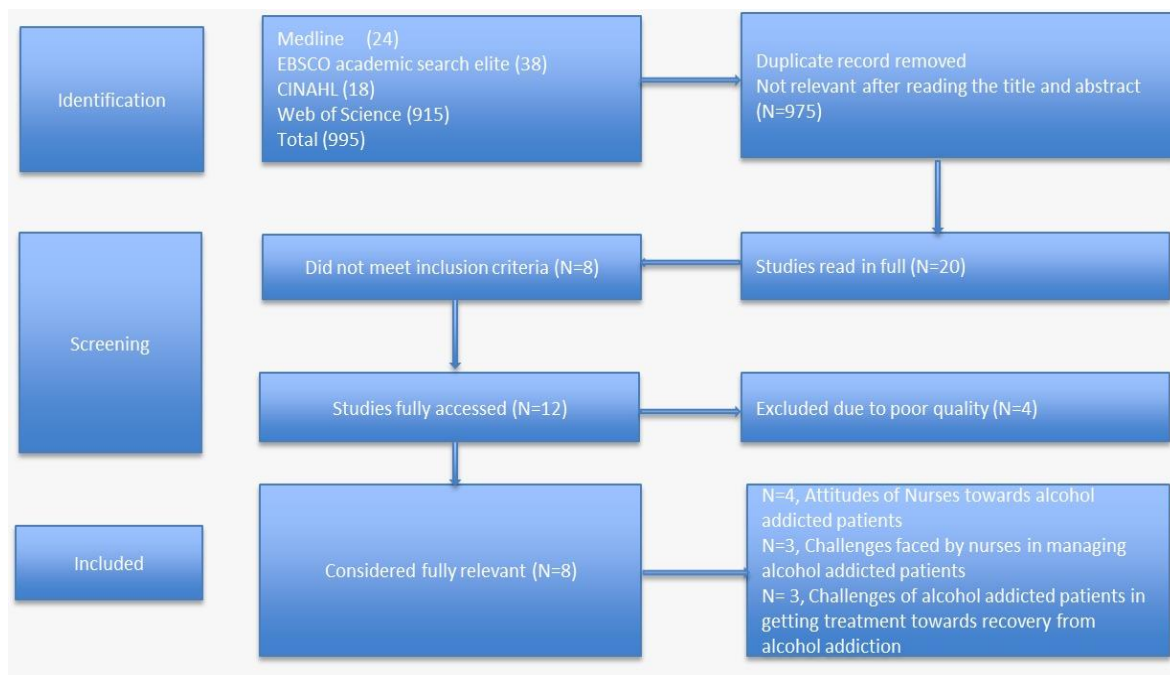 Identification
Medline (24)
EBSCO academic search elite (38)
CINAHL (18)
Web of Science (915)
Total (995)
Duplicate record removed
Not relevant after reading the title and abstract
(N=975)
Screening
Did not meet inclusion criteria (N=8)
Studies read in full (N=20)
Studies fully accessed (N=12)
Excluded due to poor quality (N=4)
Included
Considered fully relevant (N=8)
N=4, Attitudes of Nurses towards alcohol
addicted patients
N=3, Challenges faced by nurses in managing
alcohol addicted patients
N= 3, Challenges of alcohol addicted patients in
getting treatment towards recovery from
alcohol addiction